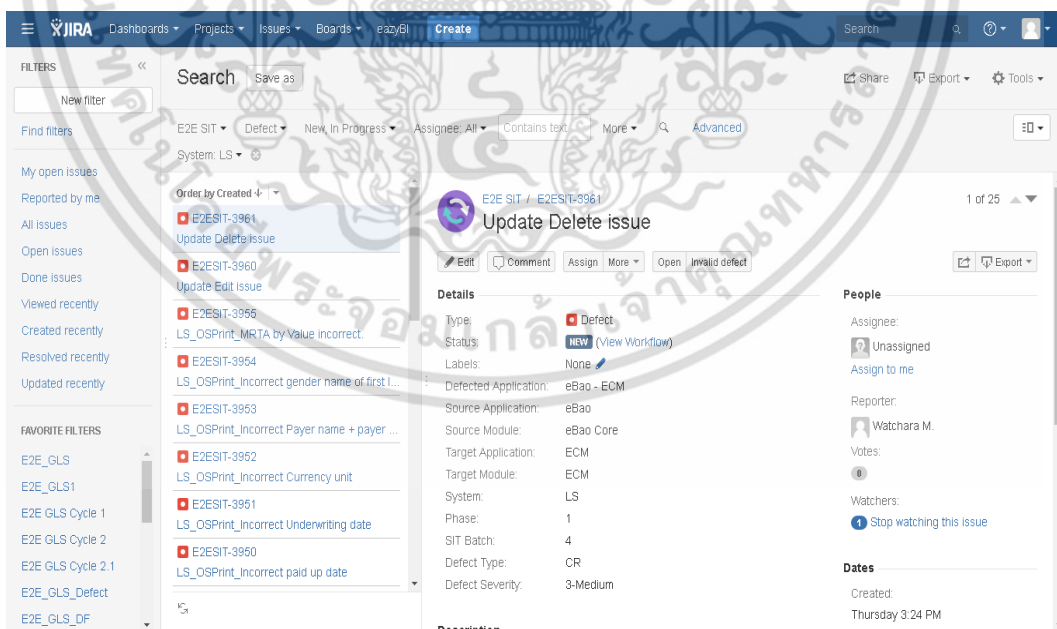 JIRA Dashboards Projects Issues Boards eazyBI Create Search
FILTERS
New filter
Find filters
My open issues
Reported by me
All issues
Open issues
Done issues
Viewed recently
Created recently
Resolved recently
Updated recently
FAVORITE FILTERS
E2E_GLS
E2E_GLS1
E2E GLS Cycle 1
E2E GLS Cycle 2
E2E GLS Cycle 2.1
E2E_GLS_Defect
E2E_GLS_DF
Search Save as
Share Export Tools
E2E SIT Defect New, In Progress Assignee: All Contains text More Advanced
System: LS
Order by Created
E2ESIT-3961
Update Delete issue
E2ESIT-3960
Update Edit issue
E2ESIT-3955
LS_OSPrint_MRTA by Value incorrect.
E2ESIT-3954
LS_OSPrint_Incorrect gender name of first I...
E2ESIT-3953
LS_OSPrint_Incorrect Payer name + payer ...
E2ESIT-3952
LS_OSPrint_Incorrect Currency unit
E2ESIT-3951
LS_OSPrint_Incorrect Underwriting date
E2ESIT-3950
LS_OSPrint_Incorrect paid up date
E2E SIT / E2ESIT-3961
1 of 25
Update Delete issue
Edit Comment Assign More Open Invalid defect Export
Details
Type: Defect
Status: NEW (View Workflow)
Labels: None
Defected Application: eBao - ECM
Source Application: eBao
Source Module: eBao Core
Target Application: ECM
Target Module: ECM
System: LS
Phase: 1
SIT Batch: 4
Defect Type: CR
Defect Severity: 3-Medium
Description
People
Assignee:
Unassigned
Assign to me
Reporter:
Watchara M.
Votes:
0
Watchers:
1 Stop watching this issue
Dates
Created:
Thursday 3:24 PM